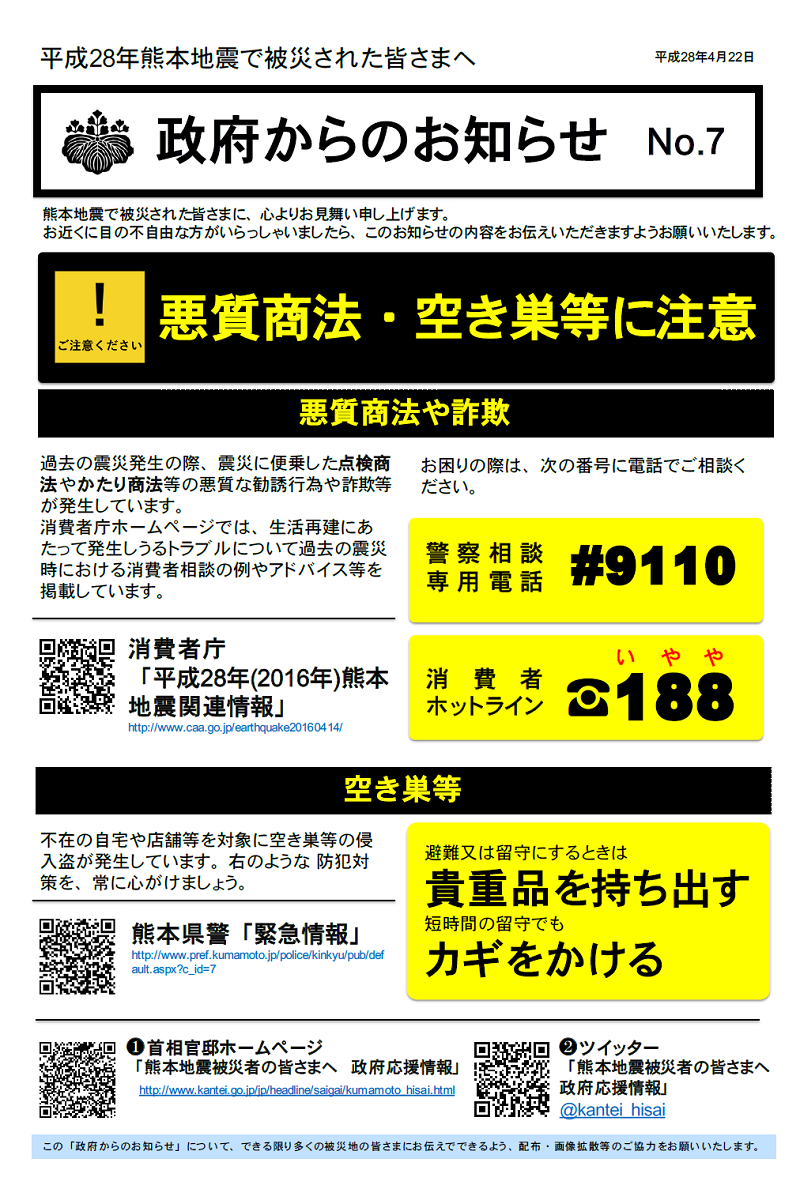 平成28年熊本地震で被災された皆さまへ
平成28年4月22日
政府からのお知らせ No.7
熊本地震で被災された皆さまに、心よりお見舞い申し上げます。
お近くに目の不自由な方がいらっしゃいましたら、このお知らせの内容をお伝えいただきますようお願いいたします。
!
ご注意ください
悪質商法・空き巣等に注意
悪質商法や詐欺
過去の震災発生の際、震災に便乗した点検商
法やかたり商法等の悪質な勧誘行為や詐欺等
が発生しています。
消費者庁ホームページでは、生活再建にあ
たって発生しうるトラブルについて過去の震災
時における消費者相談の例やアドバイス等を
掲載しています。
消費者庁
「平成28年(2016年)熊本
地震関連情報」
http://www.caa.go.jp/earthquake20160414/
お困りの際は、次の番号に電話でご相談く
ださい。
警察相談
専用電話
#9110
消費者
ホットライン
いやや
☎188
空き巣等
不在の自宅や店舗等を対象に空き巣等の侵
入盗が発生しています。右のような 防犯対
策を、常に心がけましょう。
熊本県警「緊急情報」
http://www.pref.kumamoto.jp/police/kinkyu/pub/def
ault.aspx?c_id=7
避難又は留守にするときは
貴重品を持ち出す
短時間の留守でも
カギをかける
❶首相官邸ホームページ
「熊本地震被災者の皆さまへ 政府応援情報」
http://www.kantei.go.jp/jp/headline/saigai/kumamoto_hisai.html
❷ツイッター
「熊本地震被災者の皆さまへ
政府応援情報」
@kantei_hisai
この「政府からのお知らせ」について、できる限り多くの被災地の皆さまにお伝えでできるよう、配布・画像拡散等のご協力をお願いいたします。